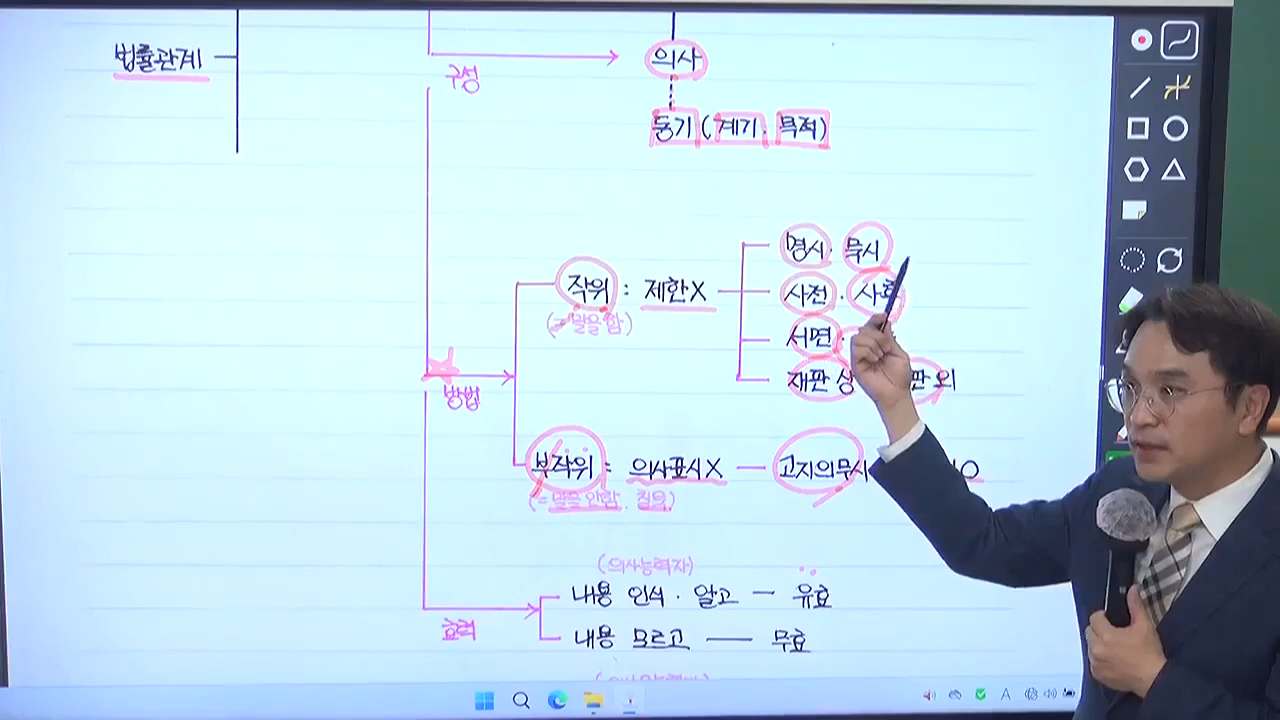 법률관계
의사
구성
동기 (계기 · 목적)
명시 · 묵시
작위 : 제한X
사전 · 사후
(= 말을 함)
서면 ·
재판 상
판 외
방법
부작위 : 의사표시X — 고지의무시
O
(= 말을 안함 · 침묵)
(의사능력자)
내용 인식 · 알고 — 유효
효력
내용 모르고 — 무효
A